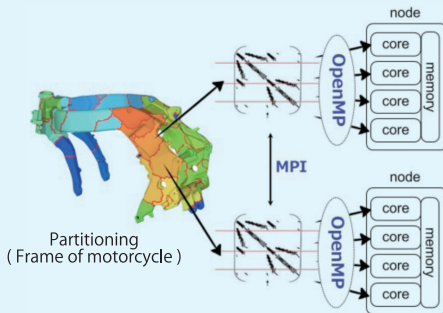 node
core
core
core
core
memory
OpenMP
MPI
Partitioning
( Frame of motorcycle )
node
core
core
core
core
memory
OpenMP